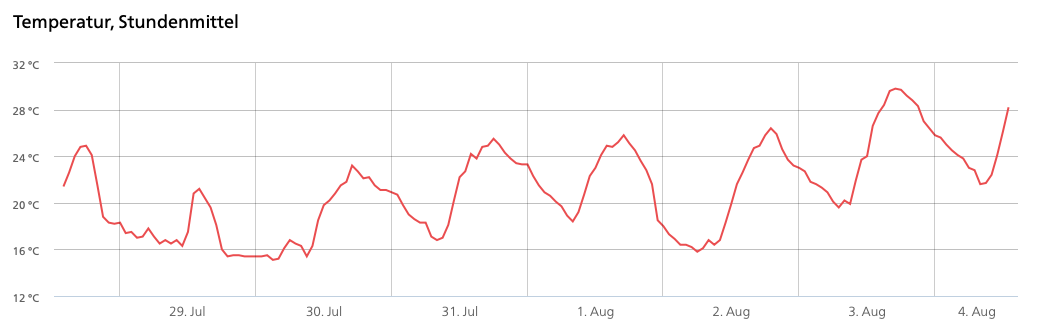 Temperatur, Stundenmittel
32 °C
28 °C
24 °C
20 °C
16 °C
12 °C
29. Jul 30. Jul 31. Jul 1. Aug 2. Aug 3. Aug 4. Aug